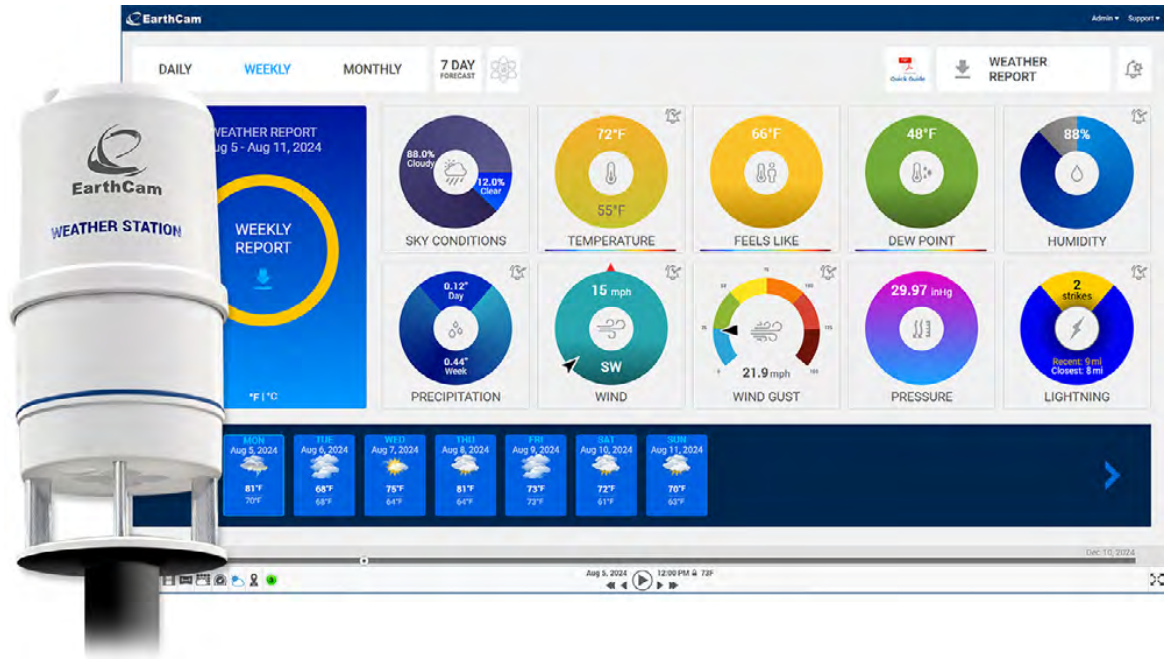 EarthCam
Admin
Support
DAILY
WEEKLY
MONTHLY
7 DAY
FORECAST
Quick Guide
WEATHER
REPORT
EarthCam
WEATHER STATION
WEATHER REPORT
ug 5 - Aug 11, 2024
WEEKLY
REPORT
°F | °C
88.0%
Cloudy
12.0%
Clear
SKY CONDITIONS
72°F
55°F
TEMPERATURE
66°F
FEELS LIKE
48°F
DEW POINT
88%
HUMIDITY
0.12"
Day
0.44"
Week
PRECIPITATION
15 mph
SW
WIND
21.9 mph
WIND GUST
29.97 inHg
PRESSURE
2
strikes
Recent: 9 mi
Closest: 8 mi
LIGHTNING
MON
Aug 5, 2024
81°F
70°F
TUE
Aug 6, 2024
68°F
68°F
WED
Aug 7, 2024
75°F
64°F
THU
Aug 8, 2024
81°F
64°F
FRI
Aug 9, 2024
73°F
73°F
SAT
Aug 10, 2024
72°F
61°F
SUN
Aug 11, 2024
70°F
63°F
Dec 10, 2024
Aug 5, 2024
12:00 PM
73F